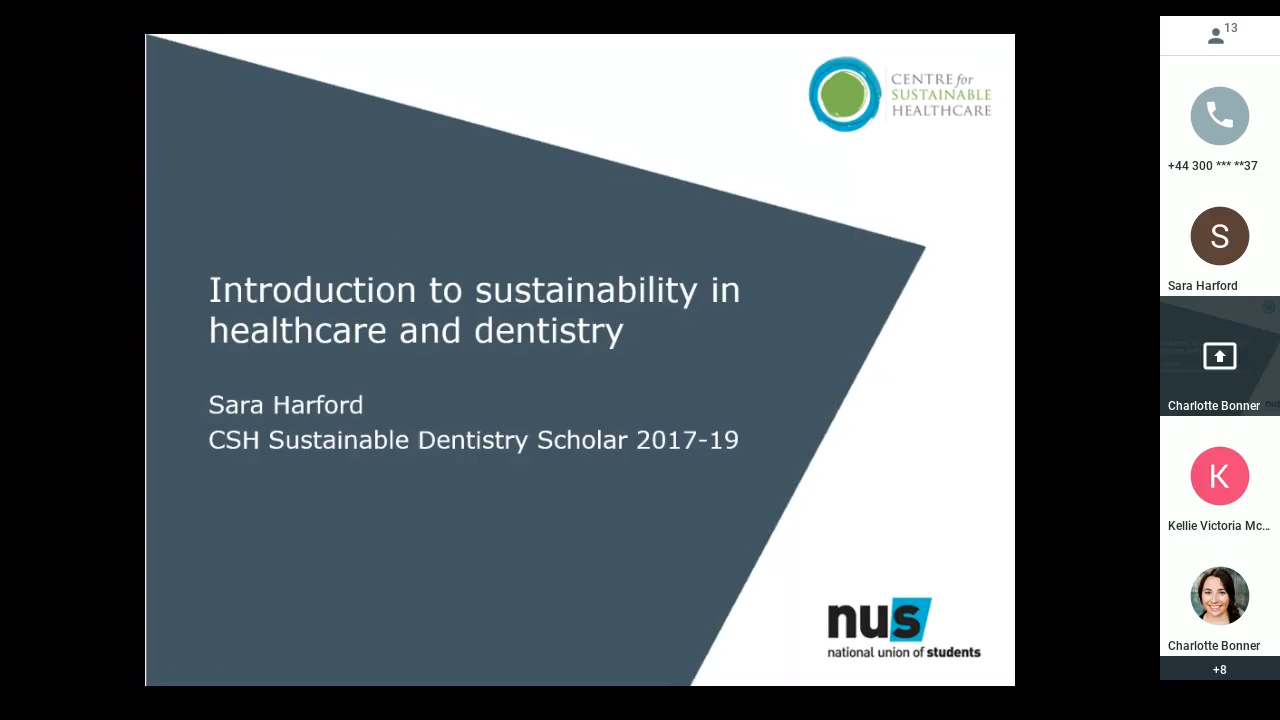 CENTRE for
SUSTAINABLE
HEALTHCARE
Introduction to sustainability in
healthcare and dentistry
Sara Harford
CSH Sustainable Dentistry Scholar 2017-19
nus
national union of students
13
+44 300 *** **37
S
Sara Harford
Charlotte Bonner
K
Kellie Victoria Mc...
Charlotte Bonner
+8